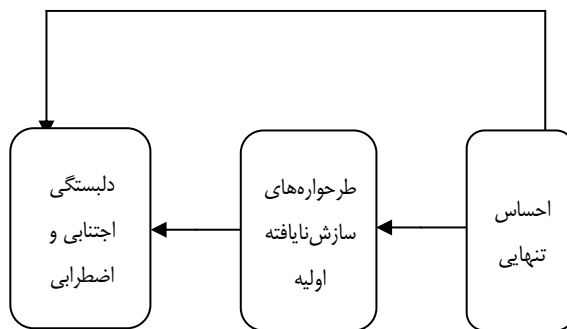 احساس
تنهایی
طرحواره‌های
سازش‌نایافته
اولیه
دلبستگی
اجتنابی و
اضطرابی